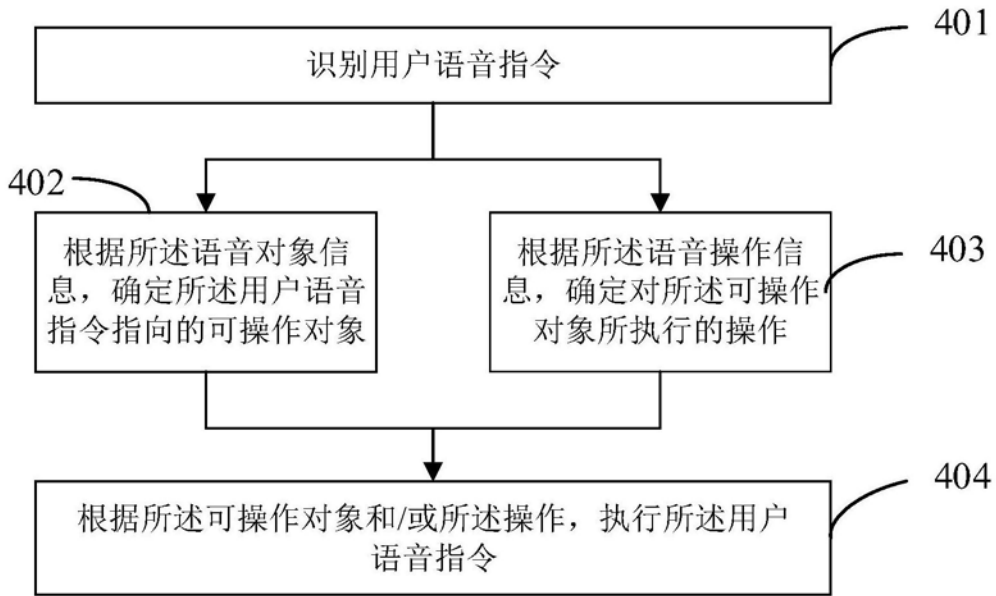 401
识别用户语音指令
402
根据所述语音对象信
息，确定所述用户语音
指令指向的可操作对象
根据所述语音操作信
息，确定对所述可操作
对象所执行的操作
403
404
根据所述可操作对象和/或所述操作，执行所述用户
语音指令